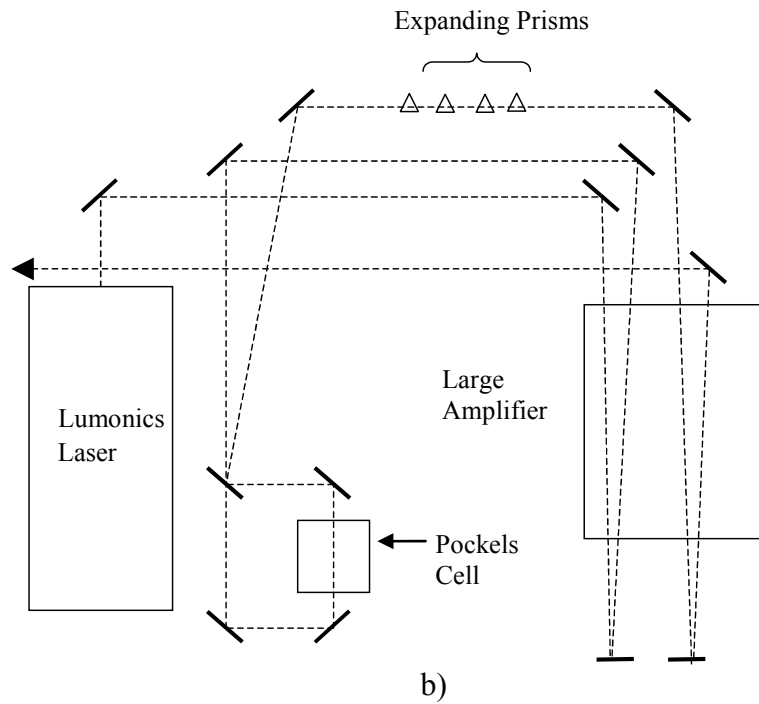 Expanding Prisms
Lumonics
Laser
Large
Amplifier
Pockels
Cell
b)